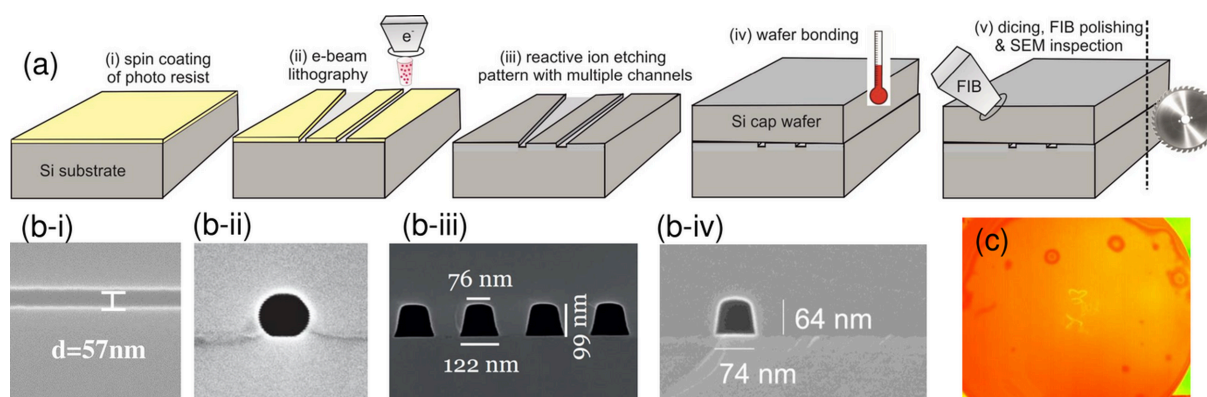 (a)
(i) spin coating
of photo resist
Si substrate
(ii) e-beam
lithography
e-
(iii) reactive ion etching
pattern with multiple channels
(iv) wafer bonding
Si cap wafer
(v) dicing, FIB polishing
& SEM inspection
FIB
(b-i)
d=57nm
(b-ii)
(b-iii)
76 nm
99 nm
122 nm
(b-iv)
64 nm
74 nm
(c)